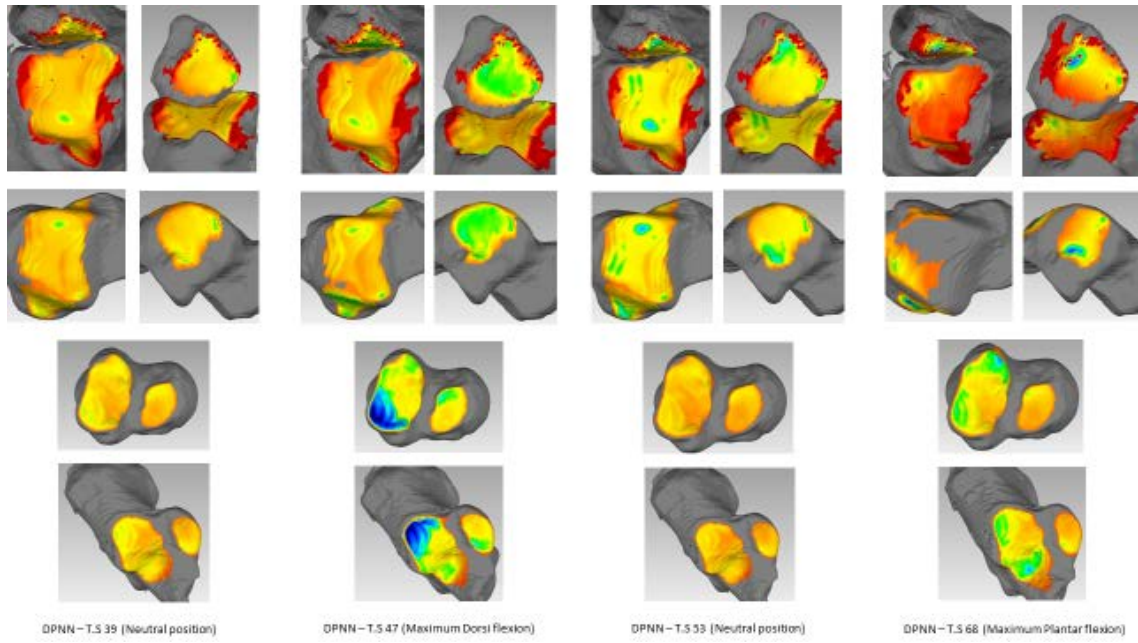 DPNN – T.S 39 (Neutral position)
DPNN – T.S 47 (Maximum Dorsi flexion)
DPNN – T.S 53 (Neutral position)
DPNN – T.S 68 (Maximum Plantar flexion)